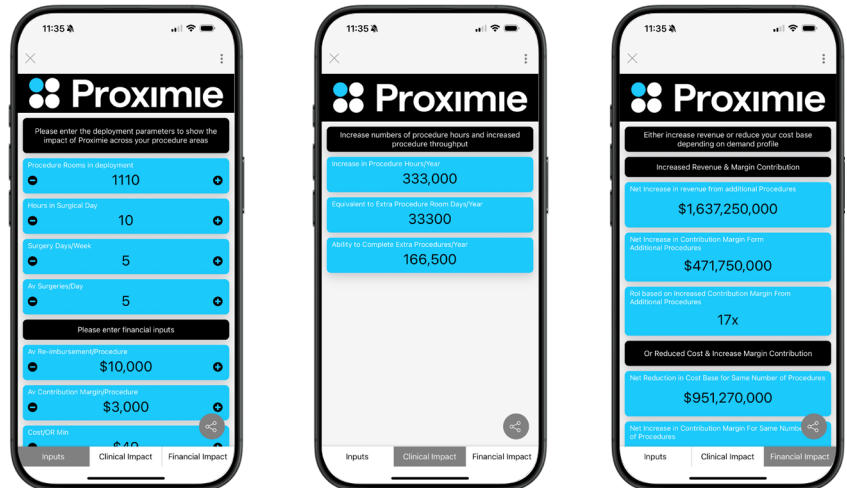 11:35
Proximie
Please enter the deployment parameters to show the
impact of Proximie across your procedure areas
Procedure Rooms in deployment
1110
Hours in Surgical Day
10
Surgery Days/Week
5
Av Surgeries/Day
5
Please enter financial inputs
Av Re-imbursement/Procedure
$10,000
Av Contribution Margin/Procedure
$3,000
Cost/OR Min
Inputs
Clinical Impact
Financial Impact
11:35
Proximie
Increase numbers of procedure hours and increased
procedure throughput
Increase in Procedure Hours/Year
333,000
Equivalent to Extra Procedure Room Days/Year
33300
Ability to Complete Extra Procedures/Year
166,500
Inputs
Clinical Impact
Financial Impact
11:35
Proximie
Either increase revenue or reduce your cost base
depending on demand profile
Increased Revenue & Margin Contribution
Net Increase in revenue from additional Procedures
$1,637,250,000
Net Increase in Contribution Margin Form
Additional Procedures
$471,750,000
RoI based on Increased Contribution Margin From
Additional Procedures
17x
Or Reduced Cost & Increase Margin Contribution
Net Reduction in Cost Base for Same Number of Procedures
$951,270,000
Net Increase in Contribution Margin For Same
of Procedures
Inputs
Clinical Impact
Financial Impact